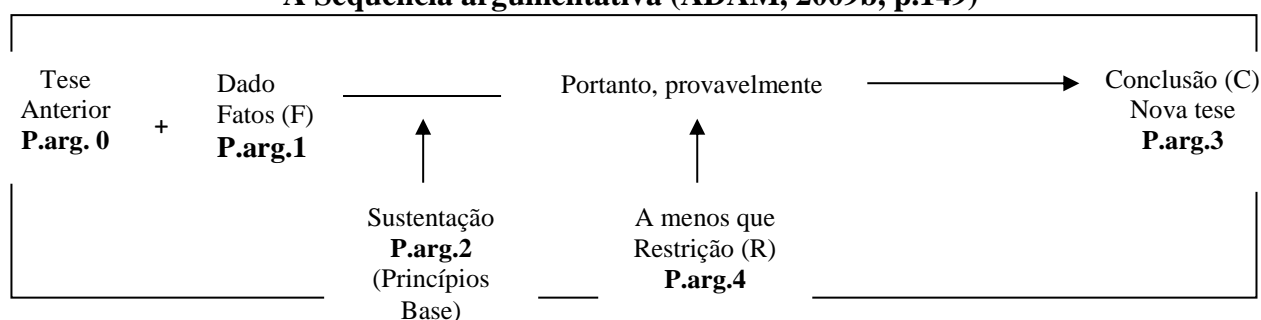 A Sequência argumentativa (ADAM, 2009b, p.149)
Tese
Anterior
P.arg. 0
+
Dado
Fatos (F)
P.arg.1
Portanto, provavelmente
Conclusão (C)
Nova tese
P.arg.3
Sustentação
P.arg.2
(Princípios
Base)
A menos que
Restrição (R)
P.arg.4